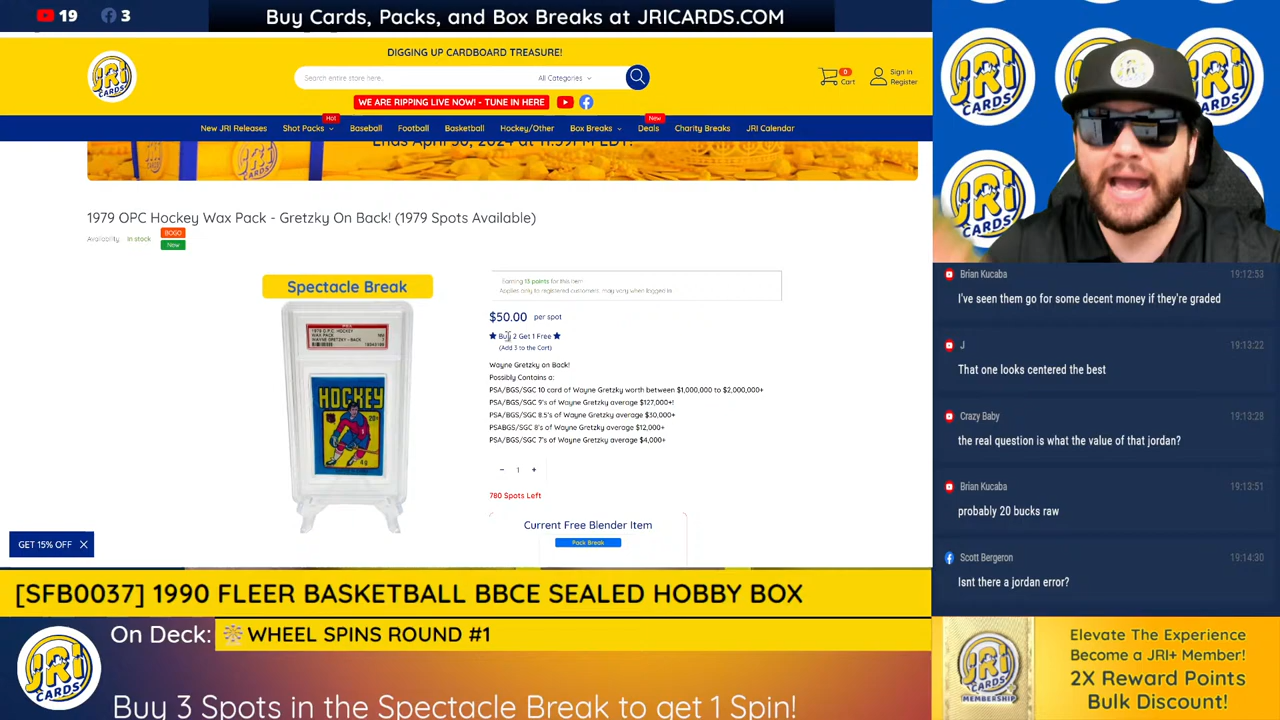 19 3
Buy Cards, Packs, and Box Breaks at JRICARDS.COM
DIGGING UP CARDBOARD TREASURE!
JRI CARDS
Search entire store here...
All Categories
0
Cart
Sign in
Register
WE ARE RIPPING LIVE NOW! - TUNE IN HERE
Hot
New
New JRI Releases Shot Packs Baseball Football Basketball Hockey/Other Box Breaks Deals Charity Breaks JRI Calendar
Ends April 30, 2024 at 11:59PM EDT!
1979 OPC Hockey Wax Pack - Gretzky On Back! (1979 Spots Available)
Availability In stock
BOGO
New
Spectacle Break
1979 O.P.C. HOCKEY
WAX PACK
WAYNE GRETZKY - BACK
HOCKEY
Earning 13 points for this item
Applies only to registered customers, may vary when logged in
$50.00 per spot
Buy 2 Get 1 Free
(Add 3 to the Cart)
Wayne Gretzky on Back!
Possibly Contains a:
PSA/BGS/SGC 10 card of Wayne Gretzky worth between $1,000,000 to $2,000,000+
PSA/BGS/SGC 9's of Wayne Gretzky average $127,000+!
PSA/BGS/SGC 8.5's of Wayne Gretzky average $30,000+
PSABGS/SGC 8's of Wayne Gretzky average $12,000+
PSA/BGS/SGC 7's of Wayne Gretzky average $4,000+
− 1 +
780 Spots Left
Current Free Blender Item
Pack Break
GET 15% OFF
[SFB0037] 1990 FLEER BASKETBALL BBCE SEALED HOBBY BOX
On Deck: WHEEL SPINS ROUND #1
JRI CARDS
Buy 3 Spots in the Spectacle Break to get 1 Spin!
JRI CARDS
JRI CARDS
JRI CARDS
Brian Kucaba 19:12:53
I've seen them go for some decent money if they're graded
J 19:13:22
That one looks centered the best
Crazy Baby 19:13:28
the real question is what the value of that jordan?
Brian Kucaba 19:13:51
probably 20 bucks raw
Scott Bergeron 19:14:30
Isnt there a jordan error?
JRI CARDS
MEMBERSHIP
Elevate The Experience
Become a JRI+ Member!
2X Reward Points
Bulk Discount!